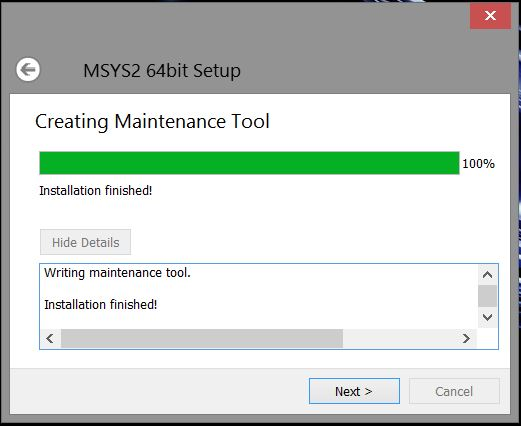 MSYS2 64bit Setup
Creating Maintenance Tool
100%
Installation finished!
Hide Details
Writing maintenance tool.
Installation finished!
Next >
Cancel